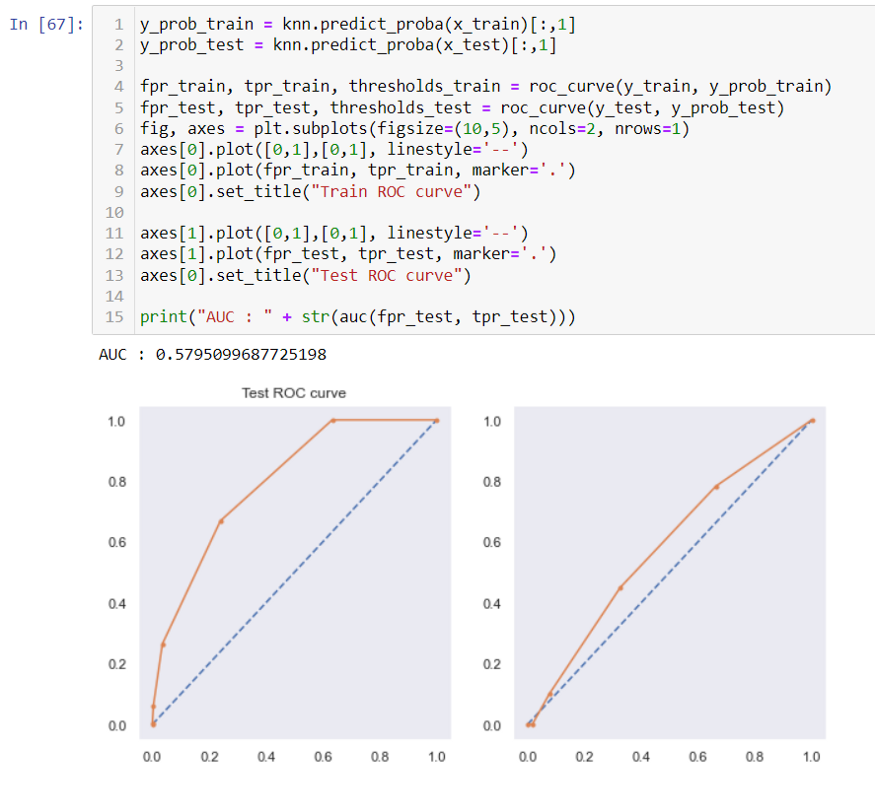 In [67]:
1 y_prob_train = knn.predict_proba(x_train)[:,1]
2 y_prob_test = knn.predict_proba(x_test)[:,1]
3
4 fpr_train, tpr_train, thresholds_train = roc_curve(y_train, y_prob_train)
5 fpr_test, tpr_test, thresholds_test = roc_curve(y_test, y_prob_test)
6 fig, axes = plt.subplots(figsize=(10,5), ncols=2, nrows=1)
7 axes[0].plot([0,1],[0,1], linestyle='--')
8 axes[0].plot(fpr_train, tpr_train, marker='.')
9 axes[0].set_title("Train ROC curve")
10
11 axes[1].plot([0,1],[0,1], linestyle='--')
12 axes[1].plot(fpr_test, tpr_test, marker='.')
13 axes[0].set_title("Test ROC curve")
14
15 print("AUC : " + str(auc(fpr_test, tpr_test)))
AUC : 0.5795099687725198
Test ROC curve
1.0
0.8
0.6
0.4
0.2
0.0
0.0 0.2 0.4 0.6 0.8 1.0
1.0
0.8
0.6
0.4
0.2
0.0
0.0 0.2 0.4 0.6 0.8 1.0